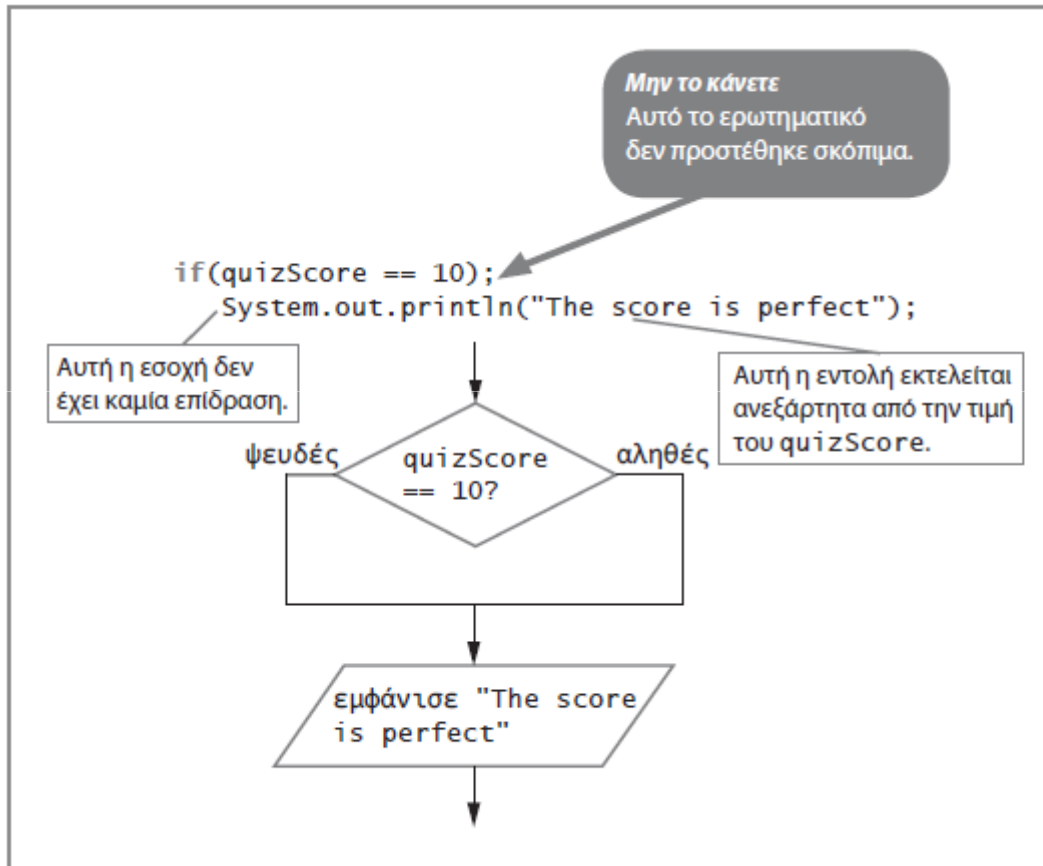 Μην το κάνετε
Αυτό το ερωτηματικό
δεν προστέθηκε σκόπιμα.
if(quizScore == 10);
System.out.println("The score is perfect");
Αυτή η εσοχή δεν
έχει καμία επίδραση.
Αυτή η εντολή εκτελείται
ανεξάρτητα από την τιμή
του quizScore.
ψευδές
quizScore
== 10?
αληθές
εμφάνισε "The score
is perfect"